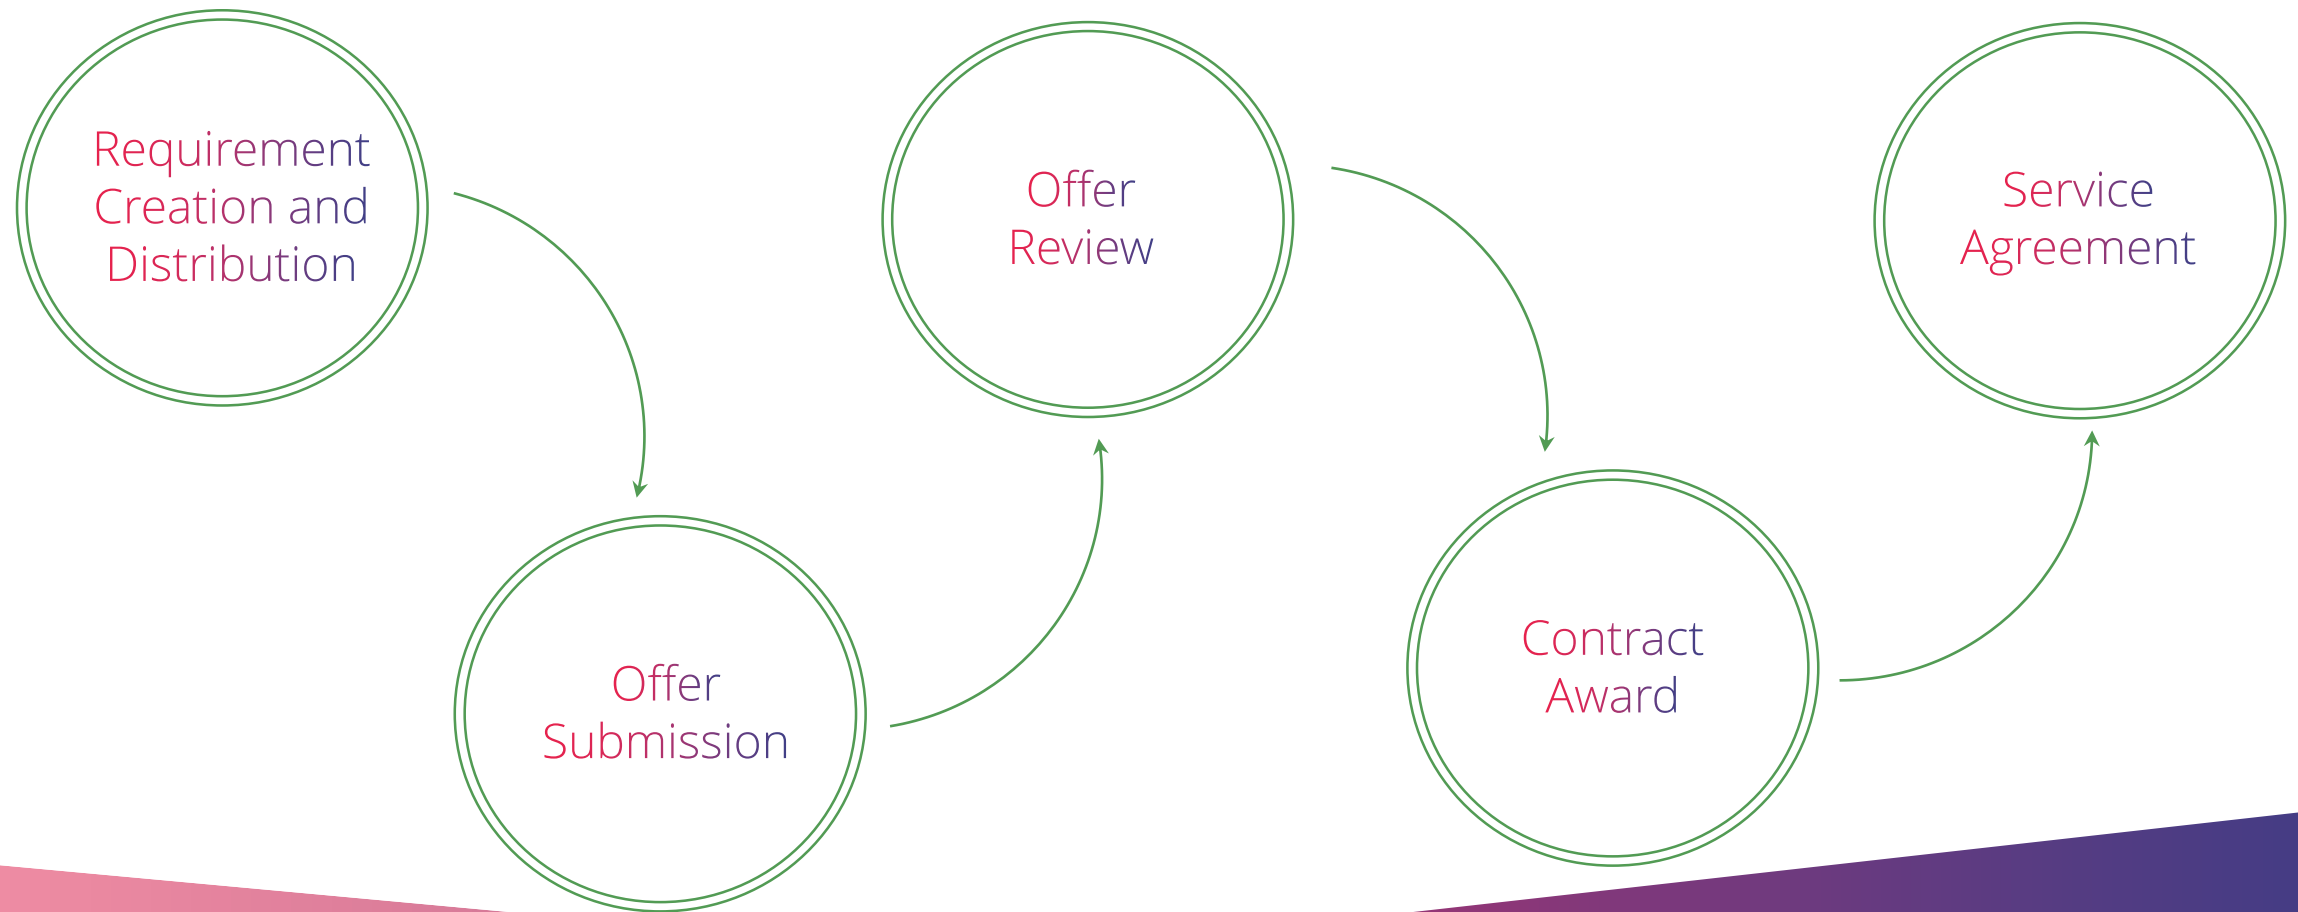 Requirement
Creation and
Distribution
Offer
Submission
Offer
Review
Contract
Award
Service
Agreement